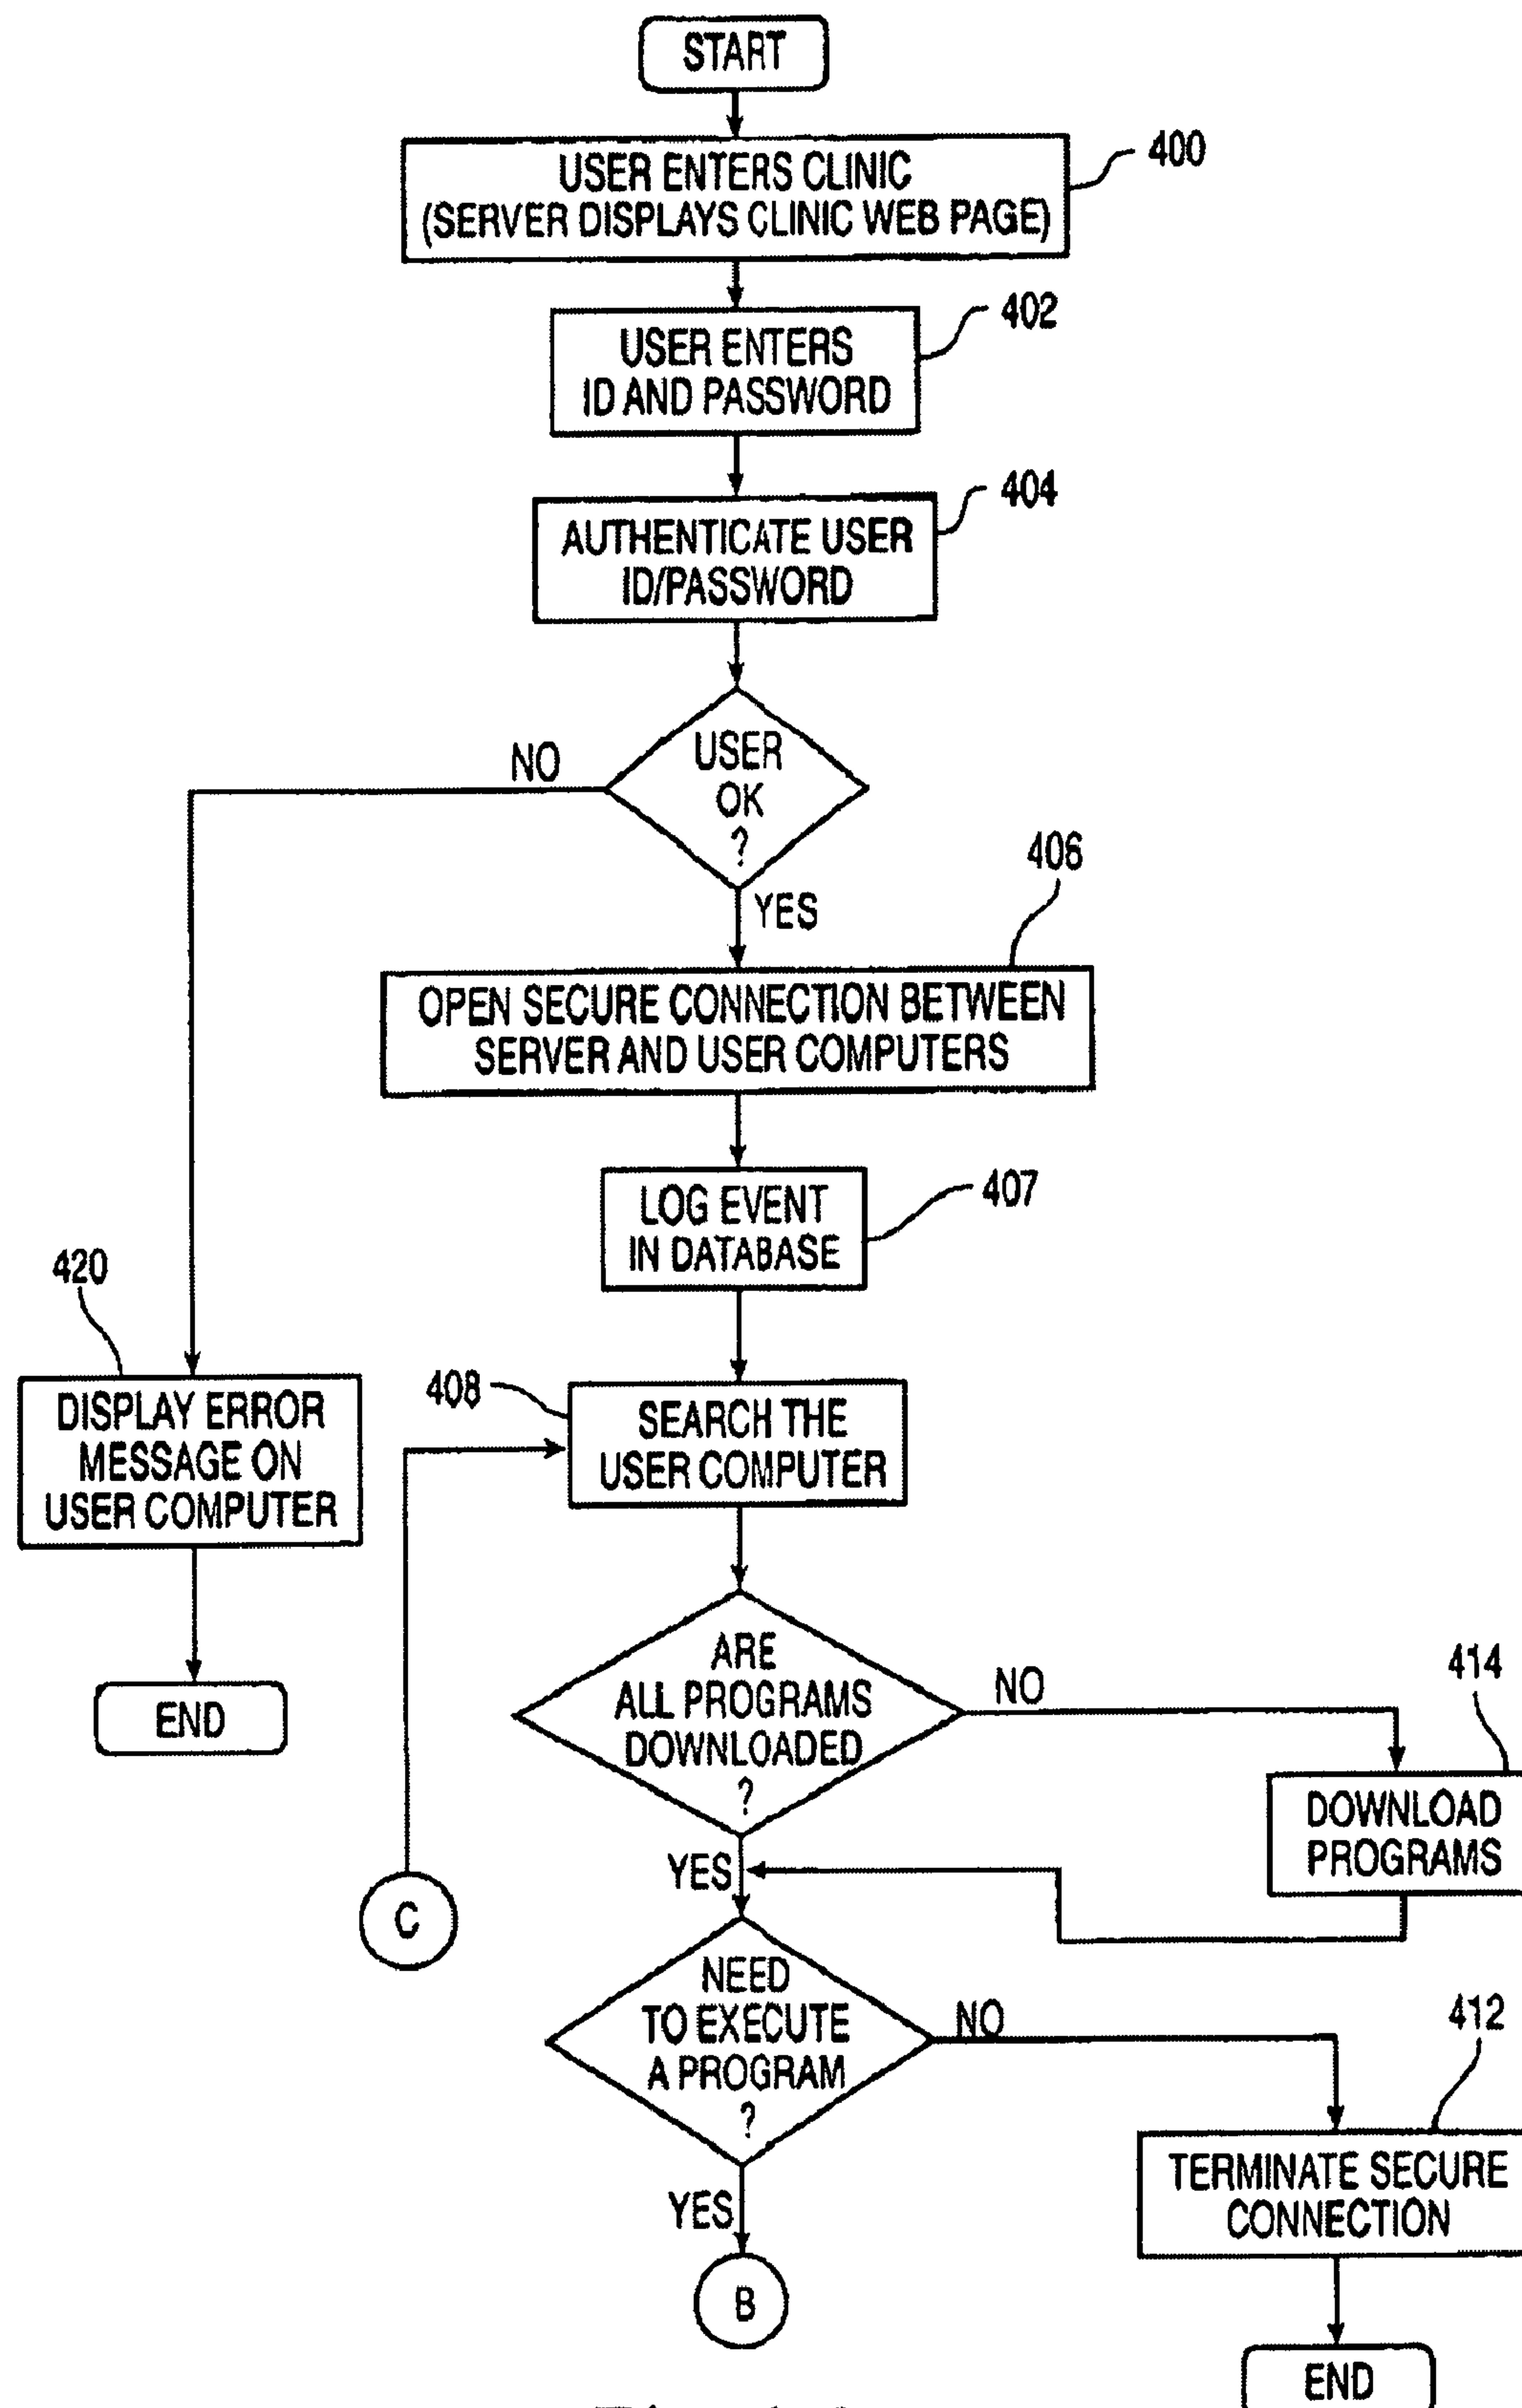 START
USER ENTERS CLINIC
(SERVER DISPLAYS CLINIC WEB PAGE)
400
USER ENTERS
ID AND PASSWORD
402
AUTHENTICATE USER
ID/PASSWORD
404
USER
OK
?
NO
YES
406
OPEN SECURE CONNECTION BETWEEN
SERVER AND USER COMPUTERS
LOG EVENT
IN DATABASE
407
420
DISPLAY ERROR
MESSAGE ON
USER COMPUTER
END
408
SEARCH THE
USER COMPUTER
ARE
ALL PROGRAMS
DOWNLOADED
?
NO
414
DOWNLOAD
PROGRAMS
YES
C
NEED
TO EXECUTE
A PROGRAM
?
NO
412
TERMINATE SECURE
CONNECTION
YES
B
END